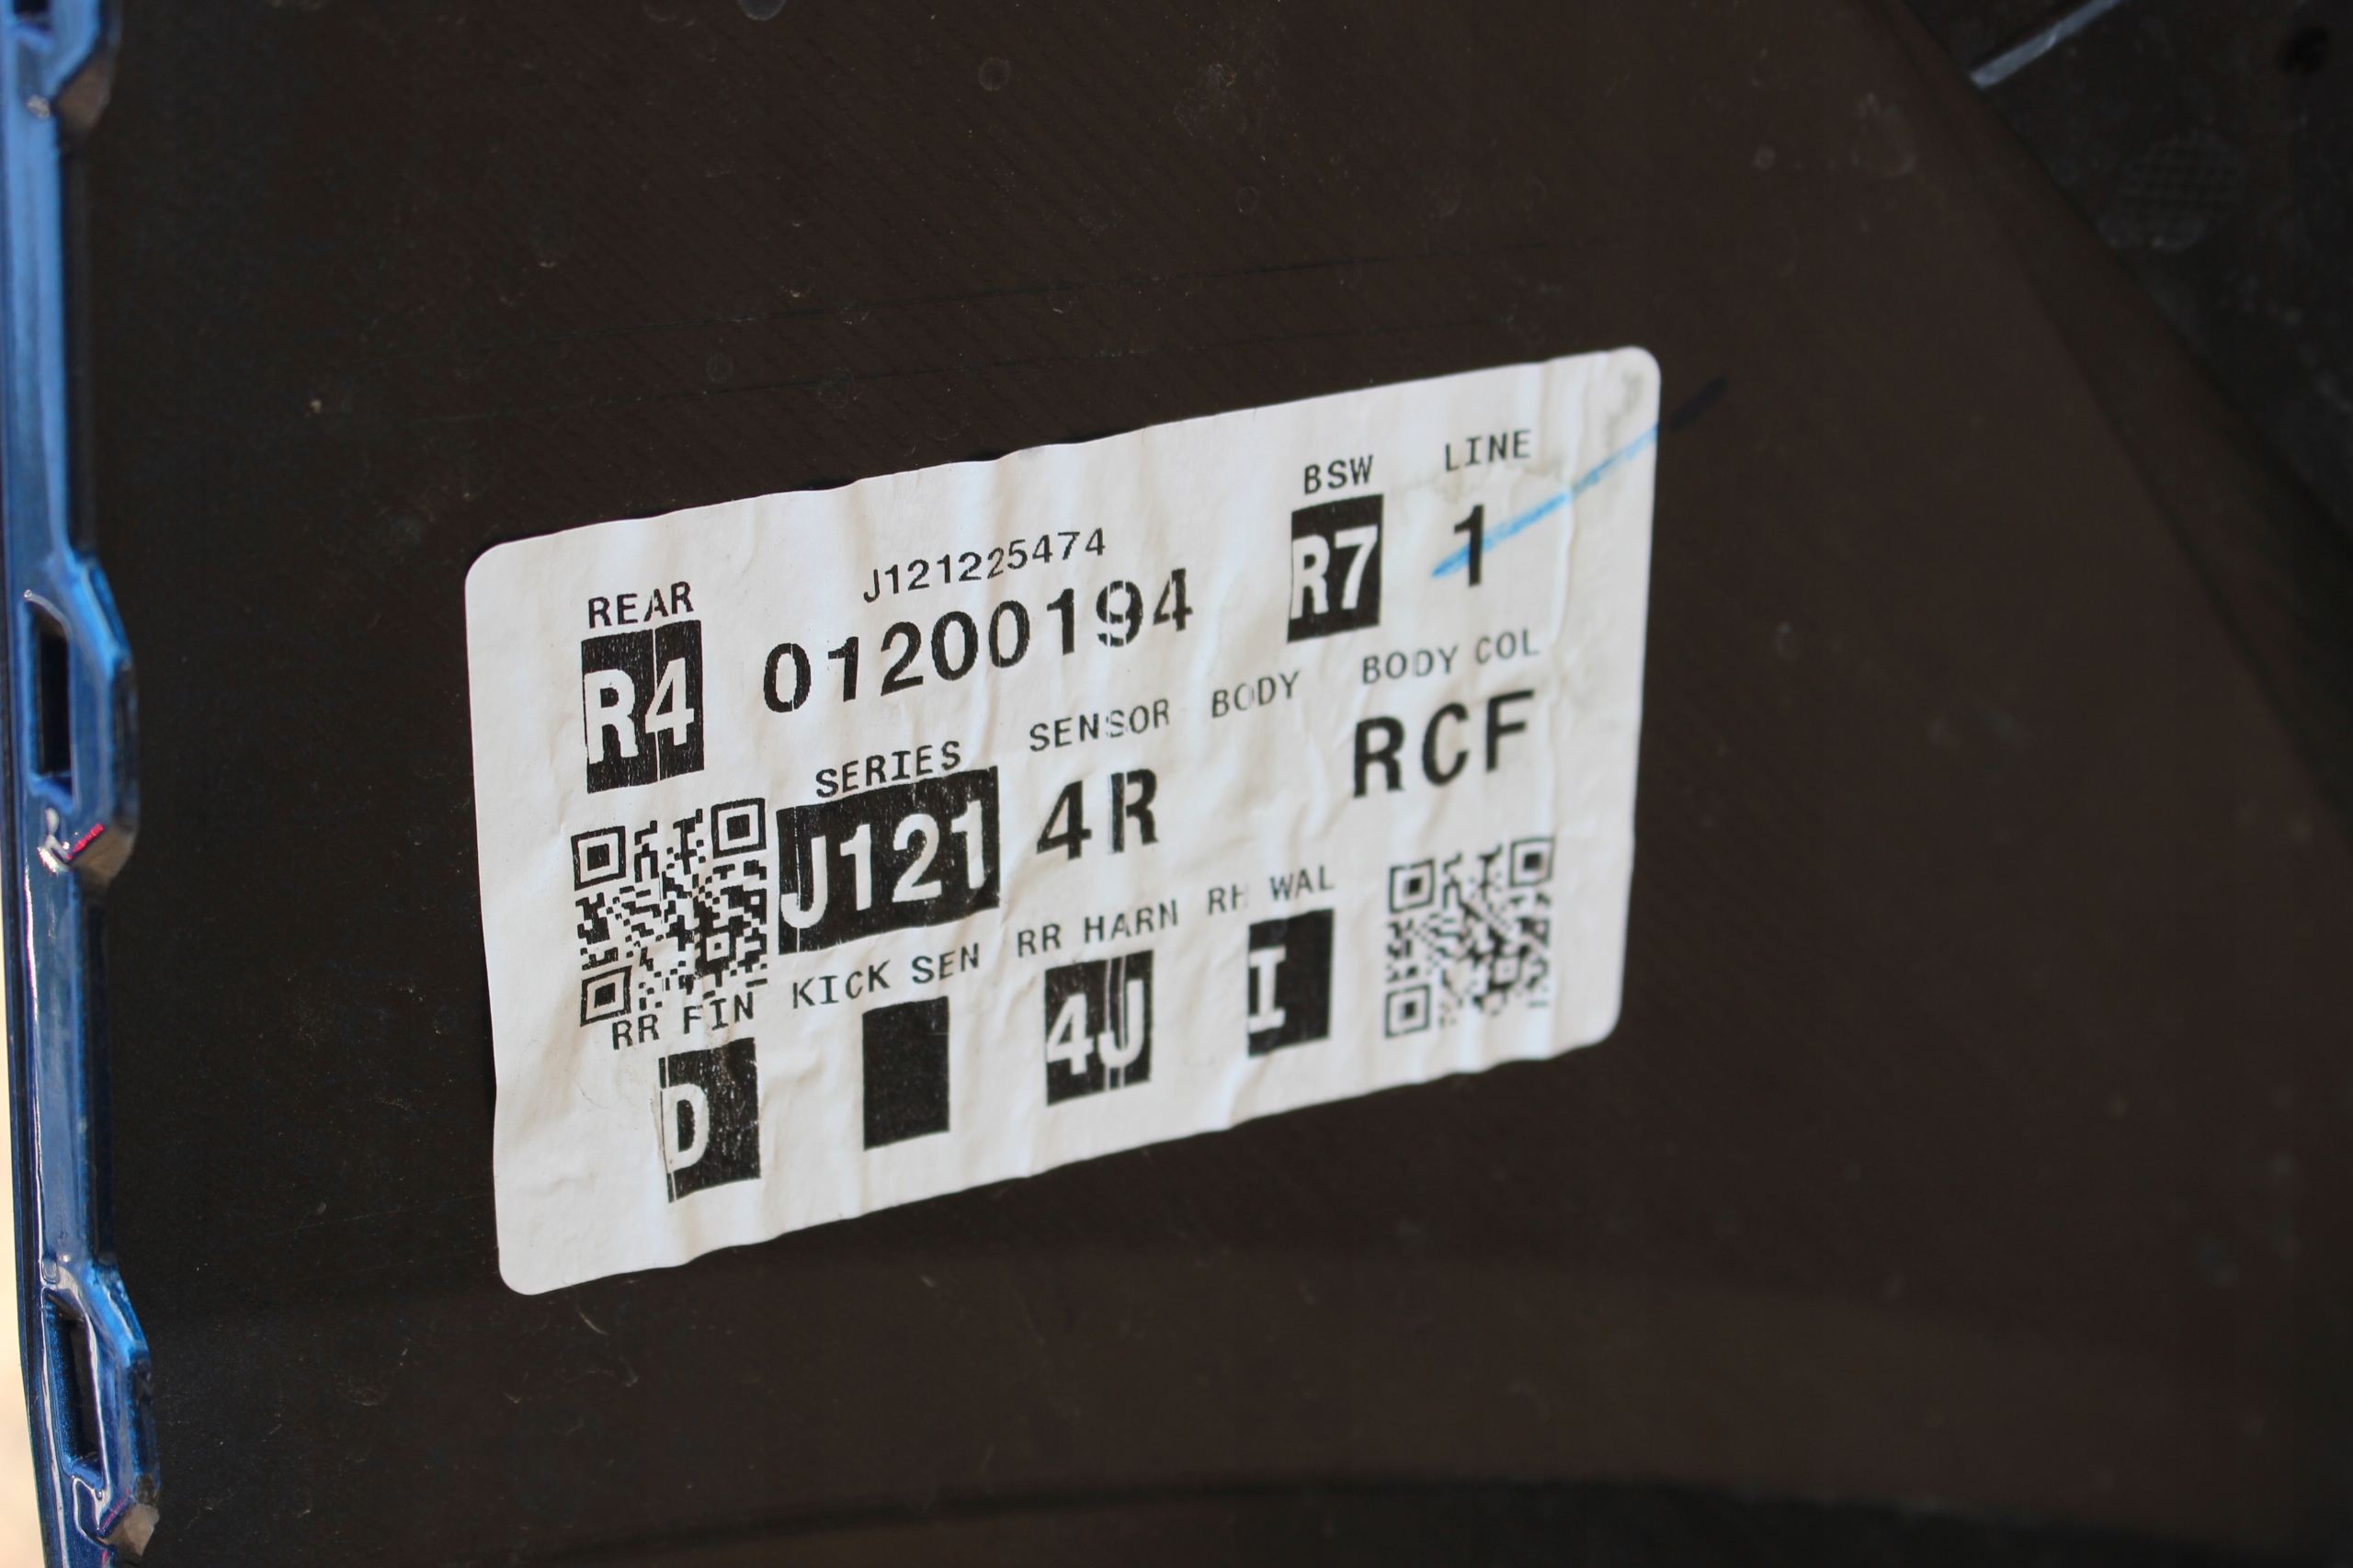 J121225474
REAR BSW LINE
R4 01200194 R7 1
SERIES SENSOR BODY BODY COL
J121 4R RCF
RR FIN KICK SEN RR HARN RH WAL
D 4J I